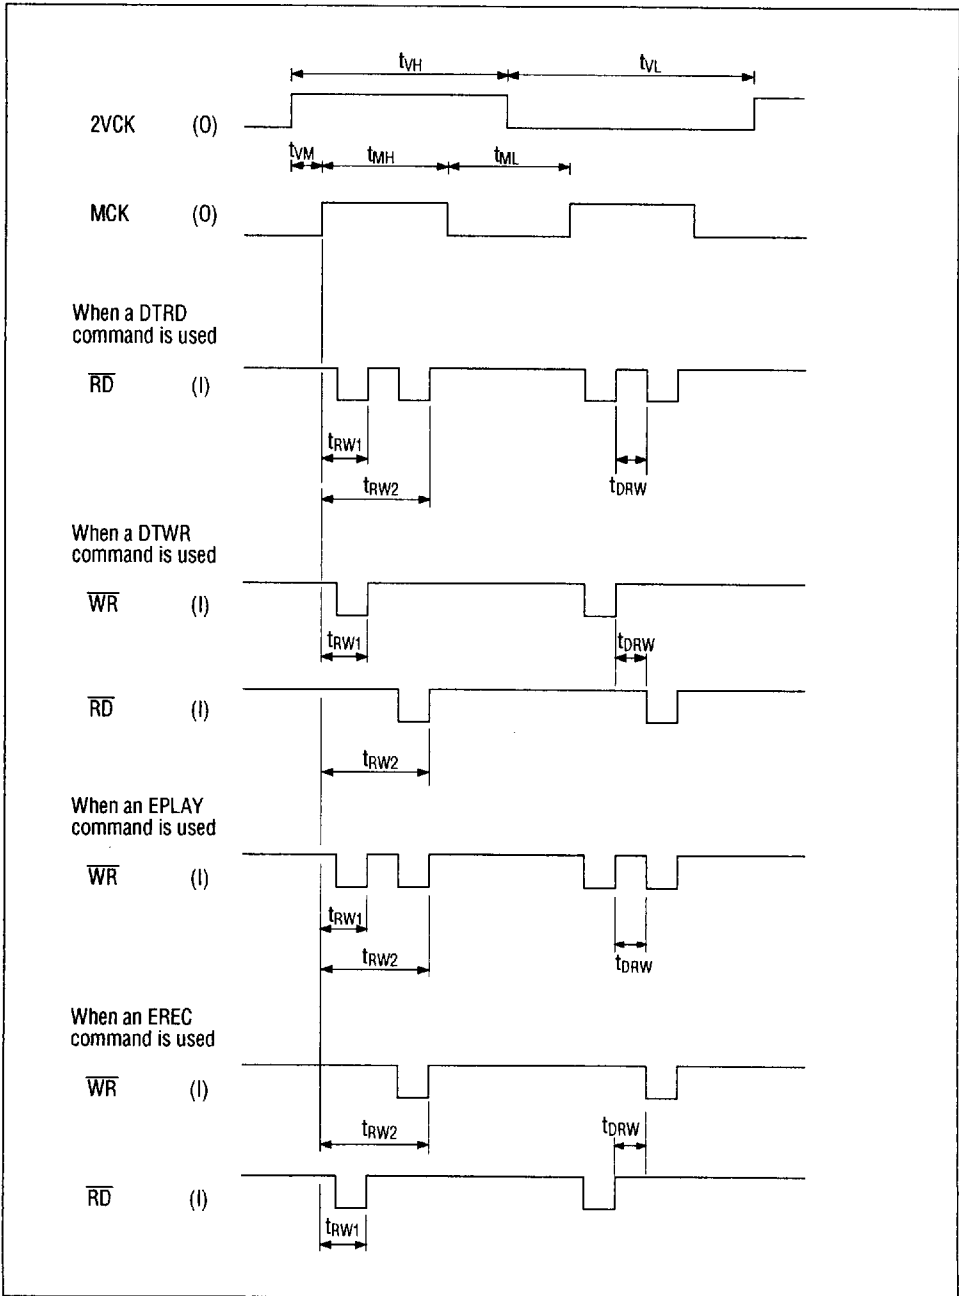 tVH tVL
2VCK (O)
tVM tMH tML
MCK (O)
When a DTRD
command is used
RD (I)
tRW1
tDRW
tRW2
When a DTWR
command is used
WR (I)
tRW1 tDRW
RD (I)
tRW2
When an EPLAY
command is used
WR (I)
tRW1
tRW2 tDRW
When an EREC
command is used
WR (I)
tRW2 tDRW
RD (I)
tRW1